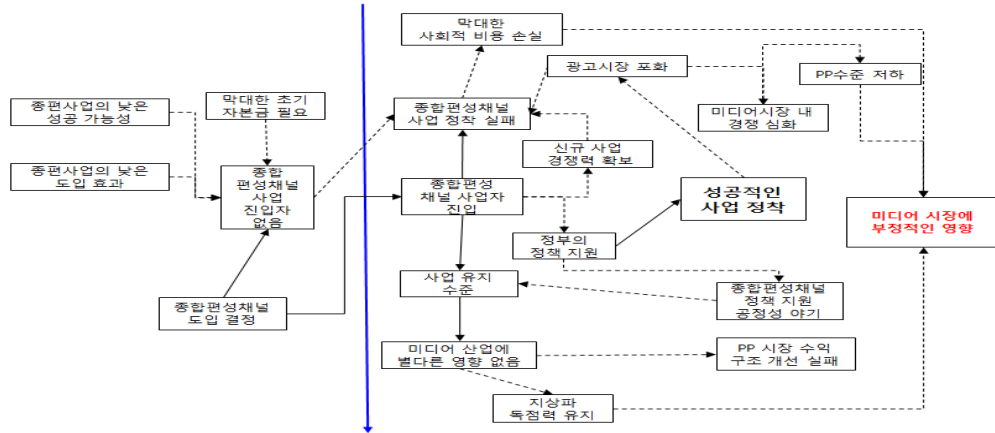 막대한
사회적 비용 손실
광고시장 포화
PP수준 저하
종편사업의 낮은
성공 가능성
막대한 초기
자본금 필요
종합편성채널
사업 정착 실패
미디어시장 내
경쟁 심화
신규 사업
경쟁력 확보
종편사업의 낮은
도입 효과
종합
편성채널
사업
진입자
없음
종합편성
채널 사업자
진입
성공적인
사업 정착
미디어 시장에
부정적인 영향
정부의
정책 지원
사업 유지
수준
종합편성채널
정책 지원
공정성 야기
종합편성채널
도입 결정
미디어 산업에
별다른 영향 없음
PP 시장 수익
구조 개선 실패
지상파
독점력 유지